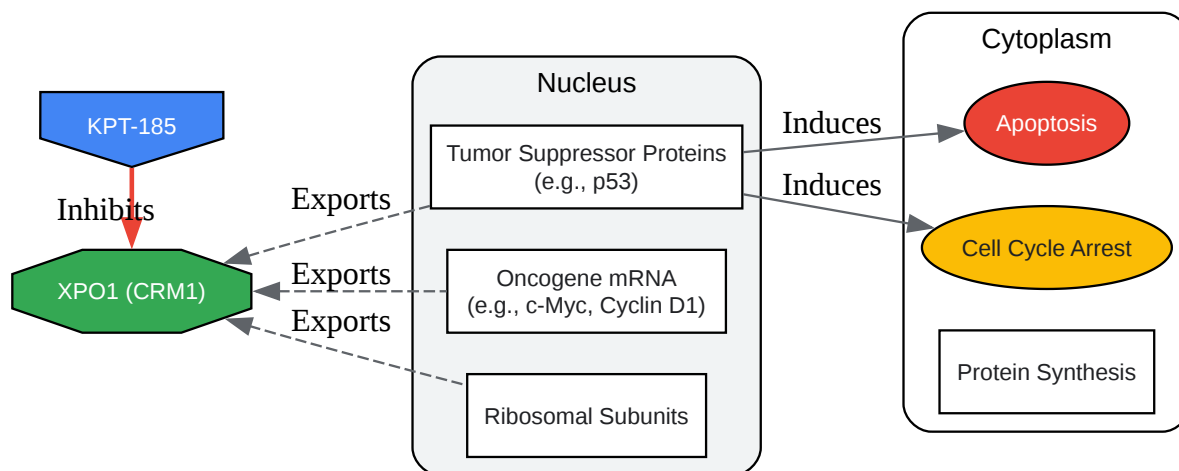 KPT-185
Inhibits
XPO1 (CRM1)
Exports
Exports
Exports
Nucleus
Tumor Suppressor Proteins
(e.g., p53)
Oncogene mRNA
(e.g., c-Myc, Cyclin D1)
Ribosomal Subunits
Induces
Induces
Cytoplasm
Apoptosis
Cell Cycle Arrest
Protein Synthesis